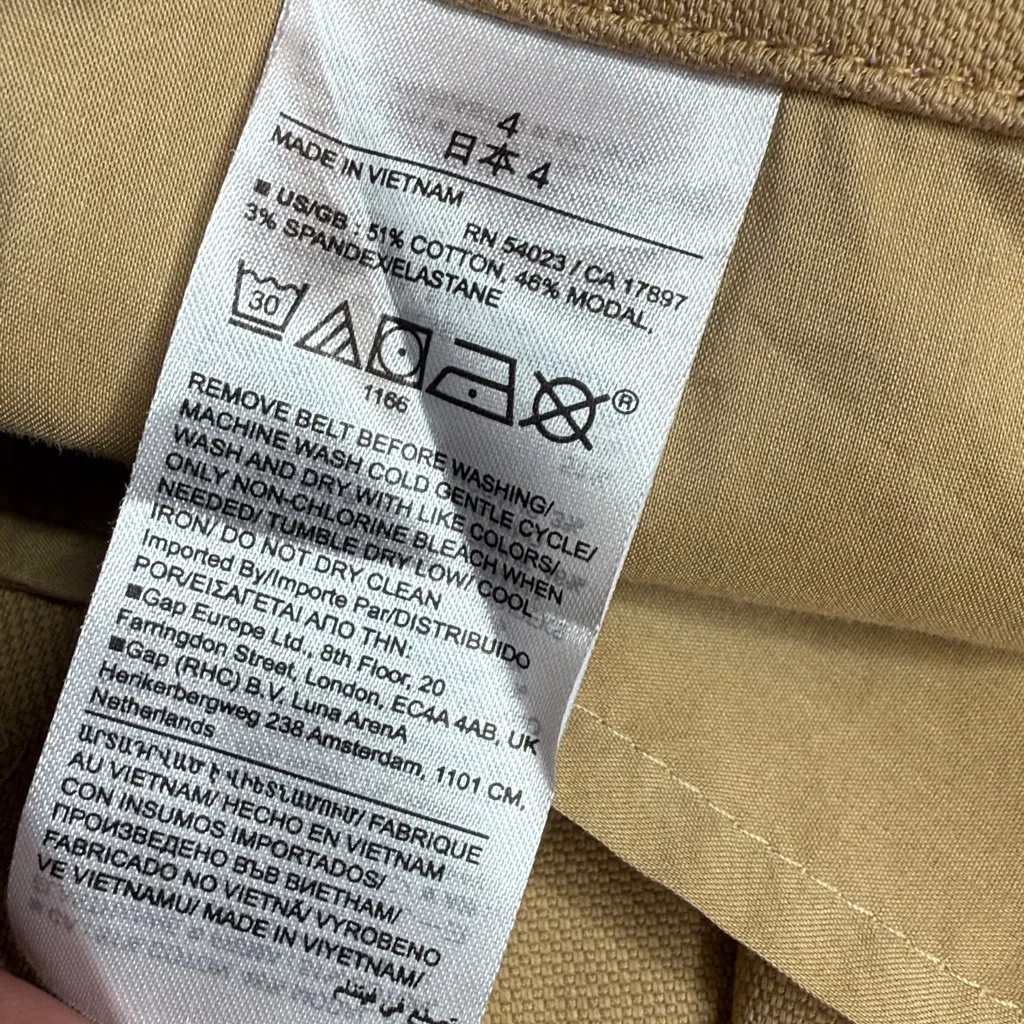 4
日本 4
MADE IN VIETNAM
RN 54023 / CA 17897
■ US/GB : 51% COTTON, 46% MODAL,
3% SPANDEX/ELASTANE
30
®
1166
REMOVE BELT BEFORE WASHING/
MACHINE WASH COLD GENTLE CYCLE/
WASH AND DRY WITH LIKE COLORS/
ONLY NON-CHLORINE BLEACH WHEN
NEEDED/ TUMBLE DRY LOW/ COOL
IRON/ DO NOT DRY CLEAN
Imported By/Importe Par/DISTRIBUIDO
POR/ΕΙΣΑΓΕΤΑΙ ΑΠΟ ΤΗΝ:
■Gap Europe Ltd., 8th Floor, 20
Farringdon Street, London, EC4A 4AB, UK
■Gap (RHC) B.V. Luna ArenA
Herikerbergweg 238 Amsterdam, 1101 CM,
Netherlands
ԱՐՏԱԴՐՎԱԾ Է ՎԻԵՏՆԱՄՈՒՄ/ FABRIQUE
AU VIETNAM/ HECHO EN VIETNAM
CON INSUMOS IMPORTADOS/
ПРОИЗВЕДЕНО ВЪВ ВИЕТНАМ/
FABRICADO NO VIETNÃ/ VYROBENO
VE VIETNAMU/ MADE IN VIYETNAM/